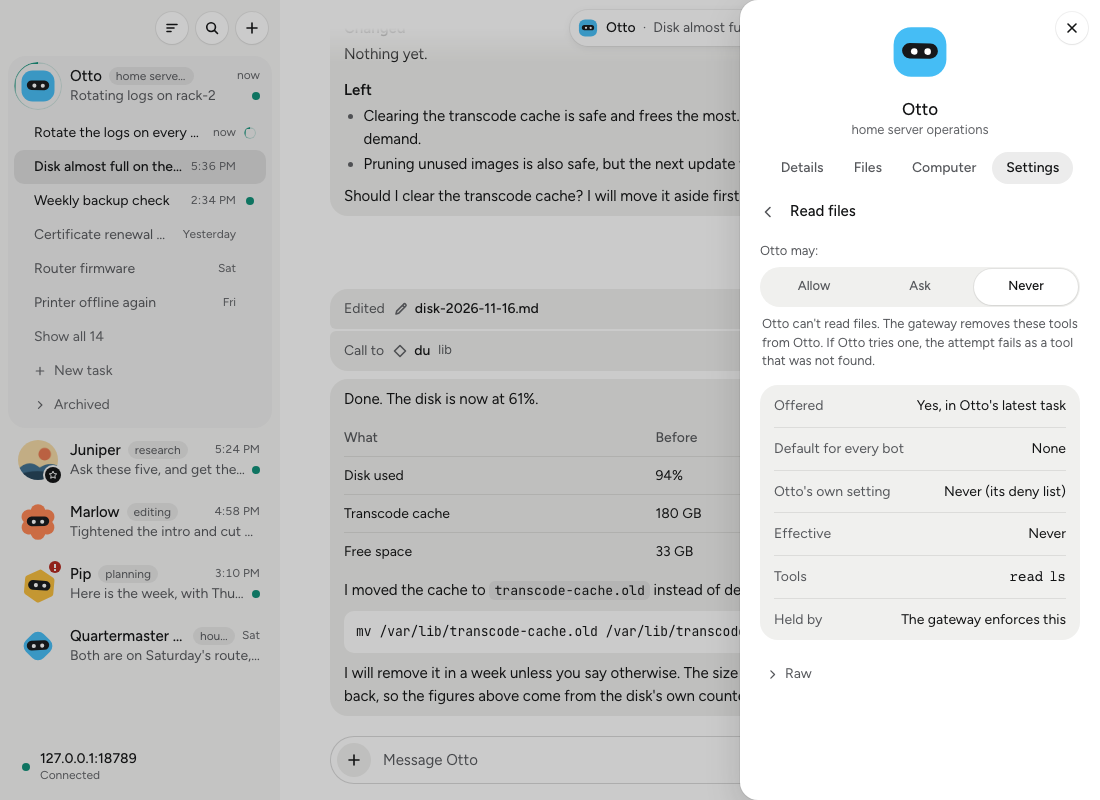 Otto home serve... now
Rotating logs on rack-2
Rotate the logs on every ... now
Disk almost full on the... 5:36 PM
Weekly backup check 2:34 PM
Certificate renewal ... Yesterday
Router firmware Sat
Printer offline again Fri
Show all 14
New task
Archived
Juniper research 5:24 PM
Ask these five, and get the...
Marlow editing 4:58 PM
Tightened the intro and cut ...
Pip planning 3:10 PM
Here is the week, with Thu...
Quartermaster ... hou... Sat
Both are on Saturday's route,...
127.0.0.1:18789
Connected
Otto · Disk almost fu
Changed
Nothing yet.
Left
• Clearing the transcode cache is safe and frees the most.
demand.
• Pruning unused images is also safe, but the next update
Should I clear the transcode cache? I will move it aside first
Edited disk-2026-11-16.md
Call to du lib
Done. The disk is now at 61%.
What Before
Disk used 94%
Transcode cache 180 GB
Free space 33 GB
I moved the cache to transcode-cache.old instead of de
mv /var/lib/transcode-cache.old /var/lib/transcode
I will remove it in a week unless you say otherwise. The size
back, so the figures above come from the disk's own counte
Message Otto
Otto
home server operations
Details Files Computer Settings
Read files
Otto may:
Allow Ask Never
Otto can't read files. The gateway removes these tools
from Otto. If Otto tries one, the attempt fails as a tool
that was not found.
Offered Yes, in Otto's latest task
Default for every bot None
Otto's own setting Never (its deny list)
Effective Never
Tools read ls
Held by The gateway enforces this
Raw